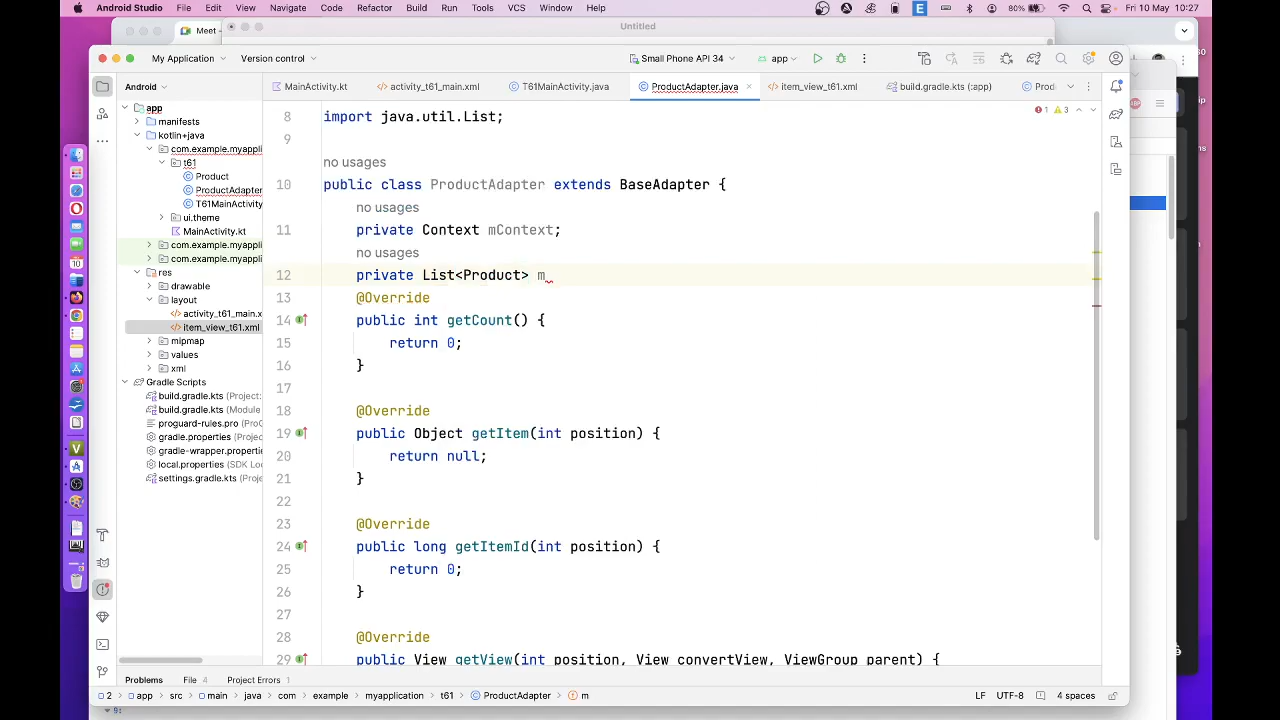 Android Studio File Edit View Navigate Code Refactor Build Run Tools VCS Window Help E 80% Fri 10 May 10:27
Meet - Untitled
My Application Version control Small Phone API 34 app
Android MainActivity.kt activity_t61_main.xml T61MainActivity.java ProductAdapter.java item_view_t61.xml build.gradle.kts (:app) Prod
app
manifests
kotlin+java
com.example.myappli
t61
Product
ProductAdapter
T61MainActivity
ui.theme
MainActivity.kt
com.example.myappli
com.example.myappli
res
drawable
layout
activity_t61_main.x
item_view_t61.xml
mipmap
values
xml
Gradle Scripts
build.gradle.kts (Project:
build.gradle.kts (Module
proguard-rules.pro (ProG
gradle.properties (Project
gradle-wrapper.properties
local.properties (SDK Loc
settings.gradle.kts (Proje
1 3
8 import java.util.List;
9
no usages
10 public class ProductAdapter extends BaseAdapter {
no usages
11 private Context mContext;
no usages
12 private List<Product> m
13 @Override
14 public int getCount() {
15 return 0;
16 }
17
18 @Override
19 public Object getItem(int position) {
20 return null;
21 }
22
23 @Override
24 public long getItemId(int position) {
25 return 0;
26 }
27
28 @Override
29 public View getView(int position, View convertView, ViewGroup parent) {
Problems File 4 Project Errors 1
2 app src main java com example myapplication t61 ProductAdapter m LF UTF-8 4 spaces